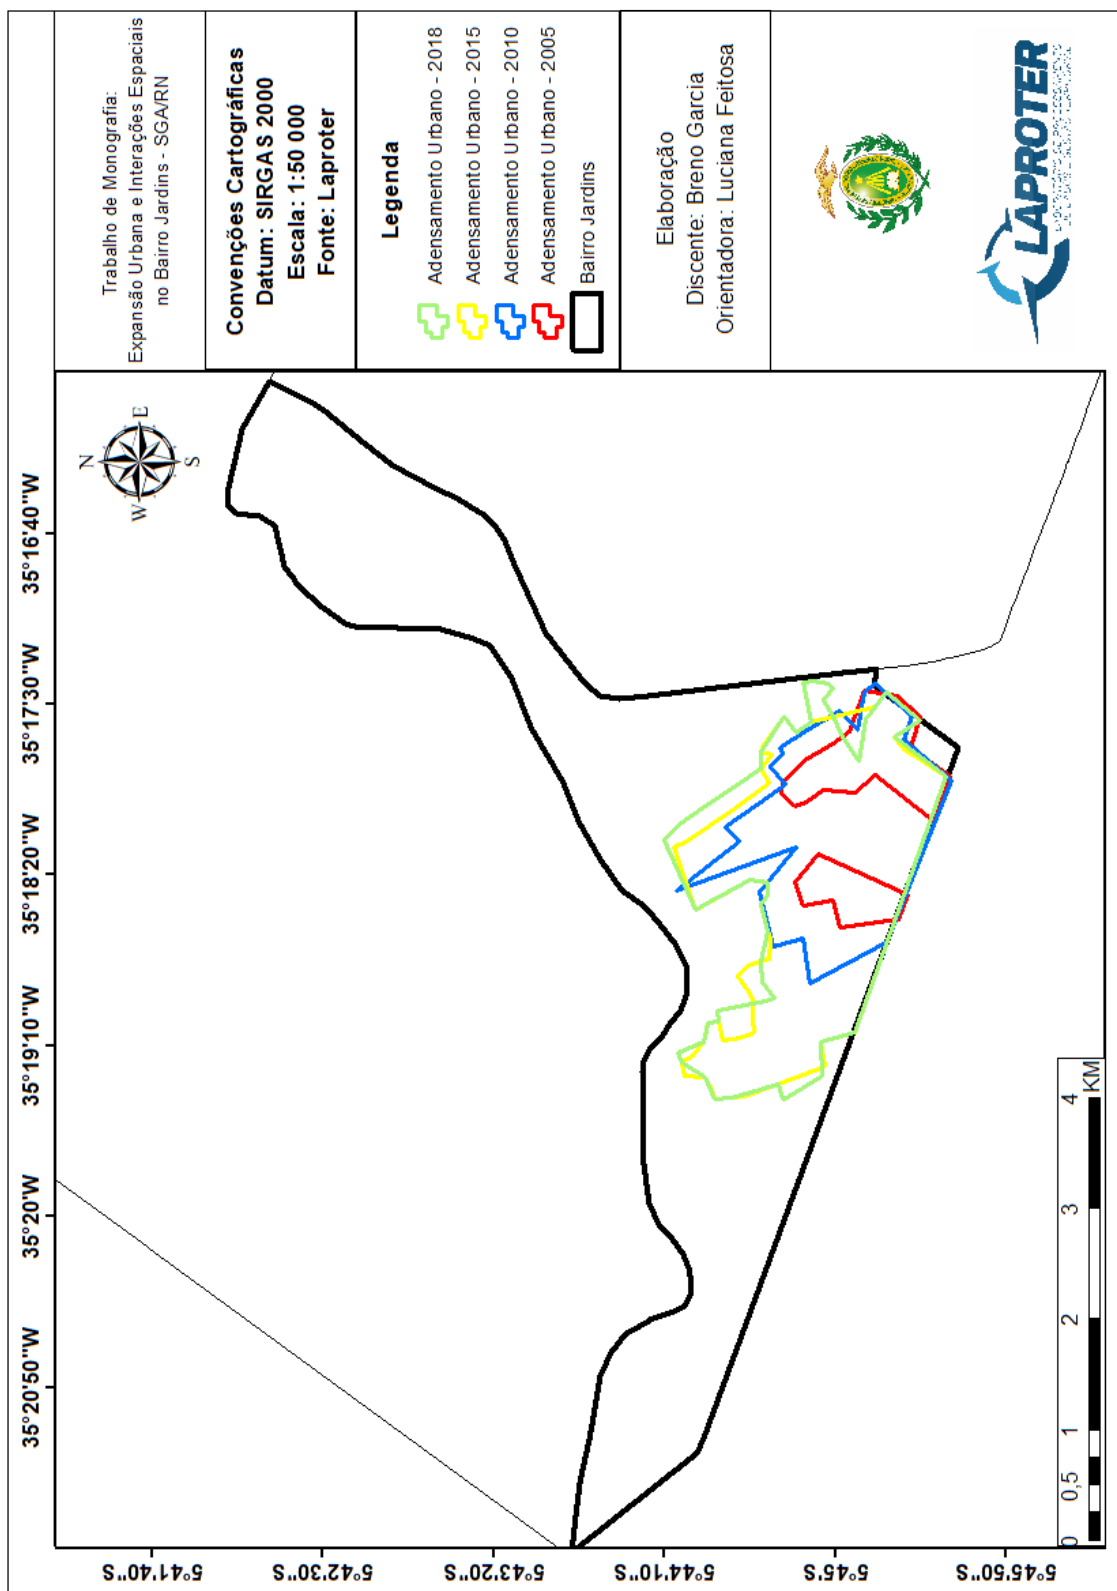 Trabalho de Monografia:
Expansão Urbana e Interações Espaciais
no Bairro Jardins - SGA/RN
Convenções Cartográficas
Datum: SIRGAS 2000
Escala: 1:50 000
Fonte: Laproter
Legenda
Adensamento Urbano - 2018
Adensamento Urbano - 2015
Adensamento Urbano - 2010
Adensamento Urbano - 2005
Bairro Jardins
Elaboração
Discente: Breno Garcia
Orientadora: Luciana Feitosa
LAPROTER
35°20'50"W
35°20'W
35°19'10"W
35°18'20"W
35°17'30"W
35°16'40"W
N
W
E
S
5°41'40"S
5°42'30"S
5°43'20"S
5°44'10"S
5°45'S
5°45'50"S
0 0,5 1 2 3 4
KM